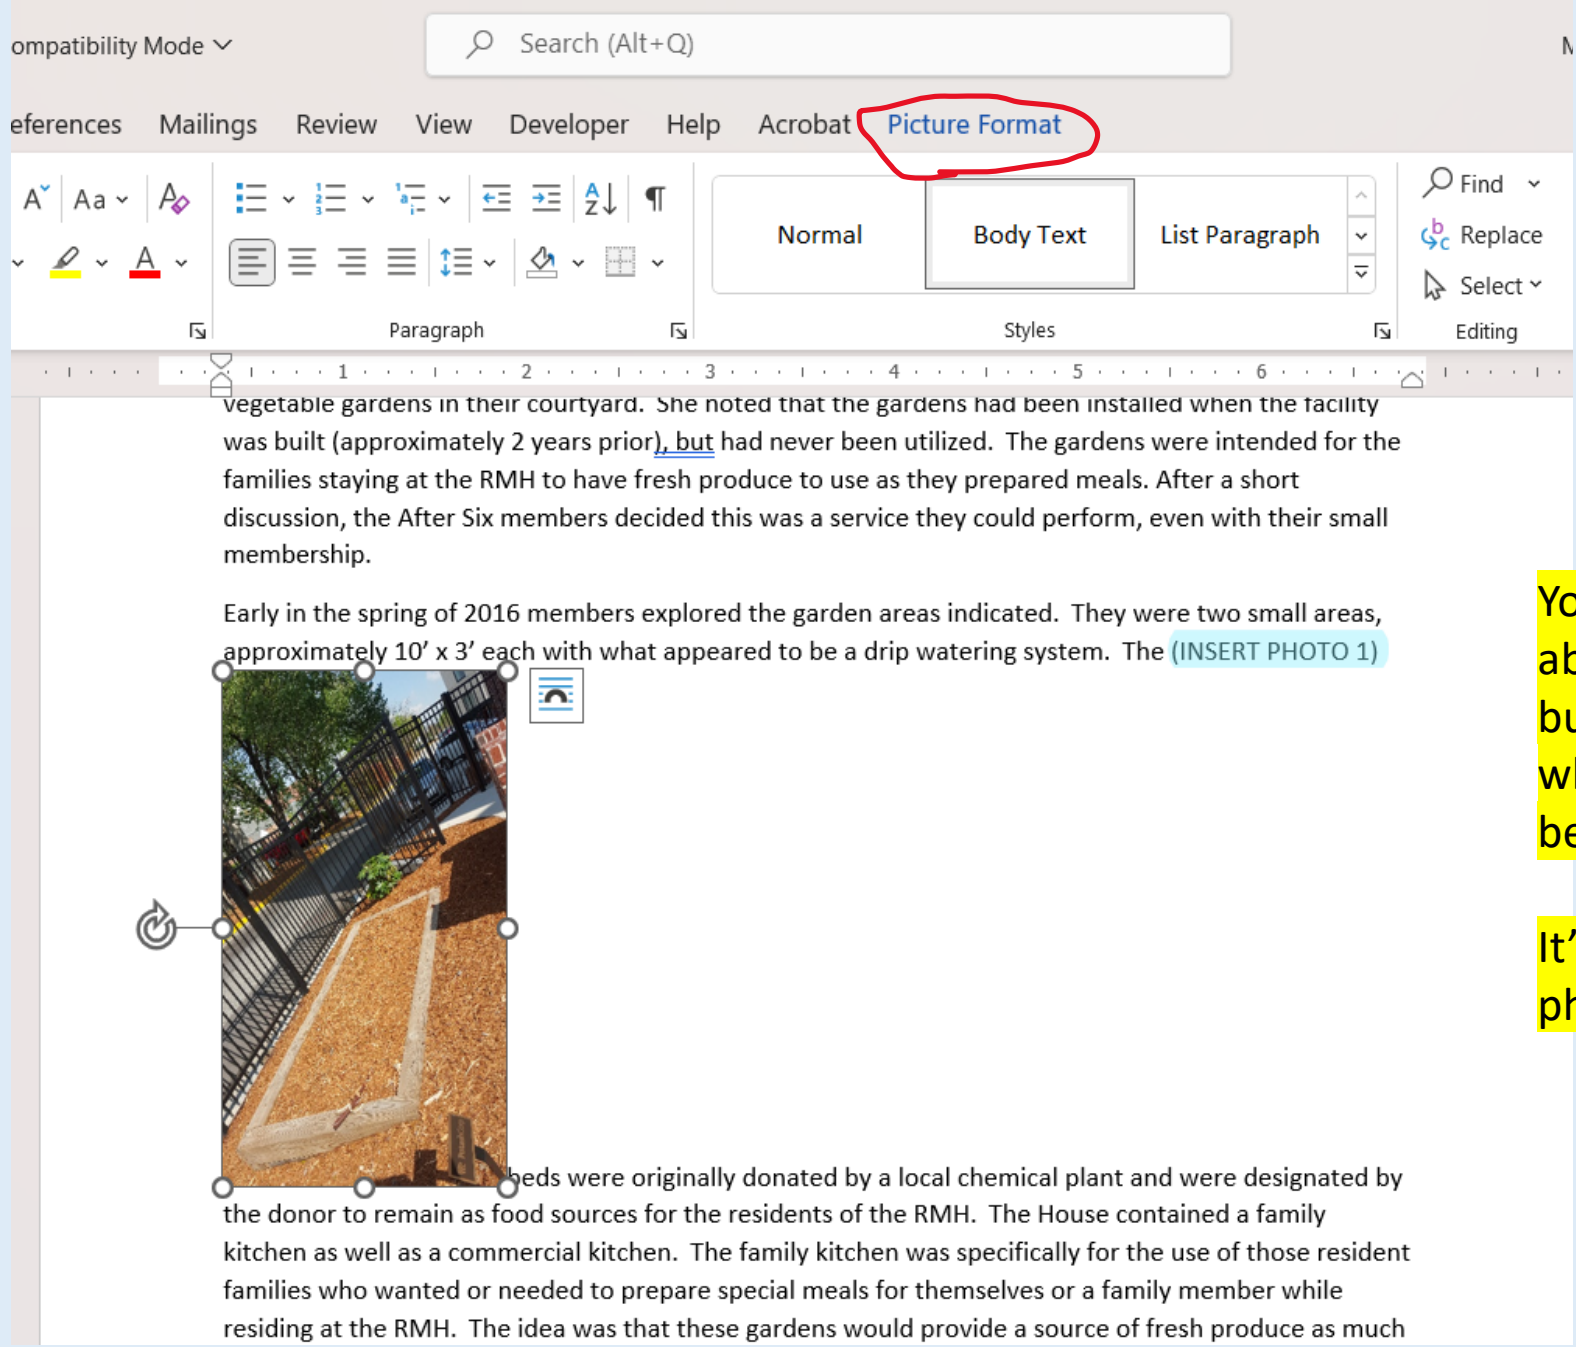 ompatibility Mode
Search (Alt+Q)
eferences Mailings Review View Developer Help Acrobat Picture Format
A Aa A
Normal Body Text List Paragraph
Find
Replace
Select
A
Paragraph
Styles
Editing
1 2 3 4 5 6
vegetable gardens in their courtyard. She noted that the gardens had been installed when the facility
was built (approximately 2 years prior), but had never been utilized. The gardens were intended for the
families staying at the RMH to have fresh produce to use as they prepared meals. After a short
discussion, the After Six members decided this was a service they could perform, even with their small
membership.
Early in the spring of 2016 members explored the garden areas indicated. They were two small areas,
approximately 10’ x 3’ each with what appeared to be a drip watering system. The (INSERT PHOTO 1)
beds were originally donated by a local chemical plant and were designated by
the donor to remain as food sources for the residents of the RMH. The House contained a family
kitchen as well as a commercial kitchen. The family kitchen was specifically for the use of those resident
families who wanted or needed to prepare special meals for themselves or a family member while
residing at the RMH. The idea was that these gardens would provide a source of fresh produce as much
Yo
ab
bu
wh
be
It’
ph